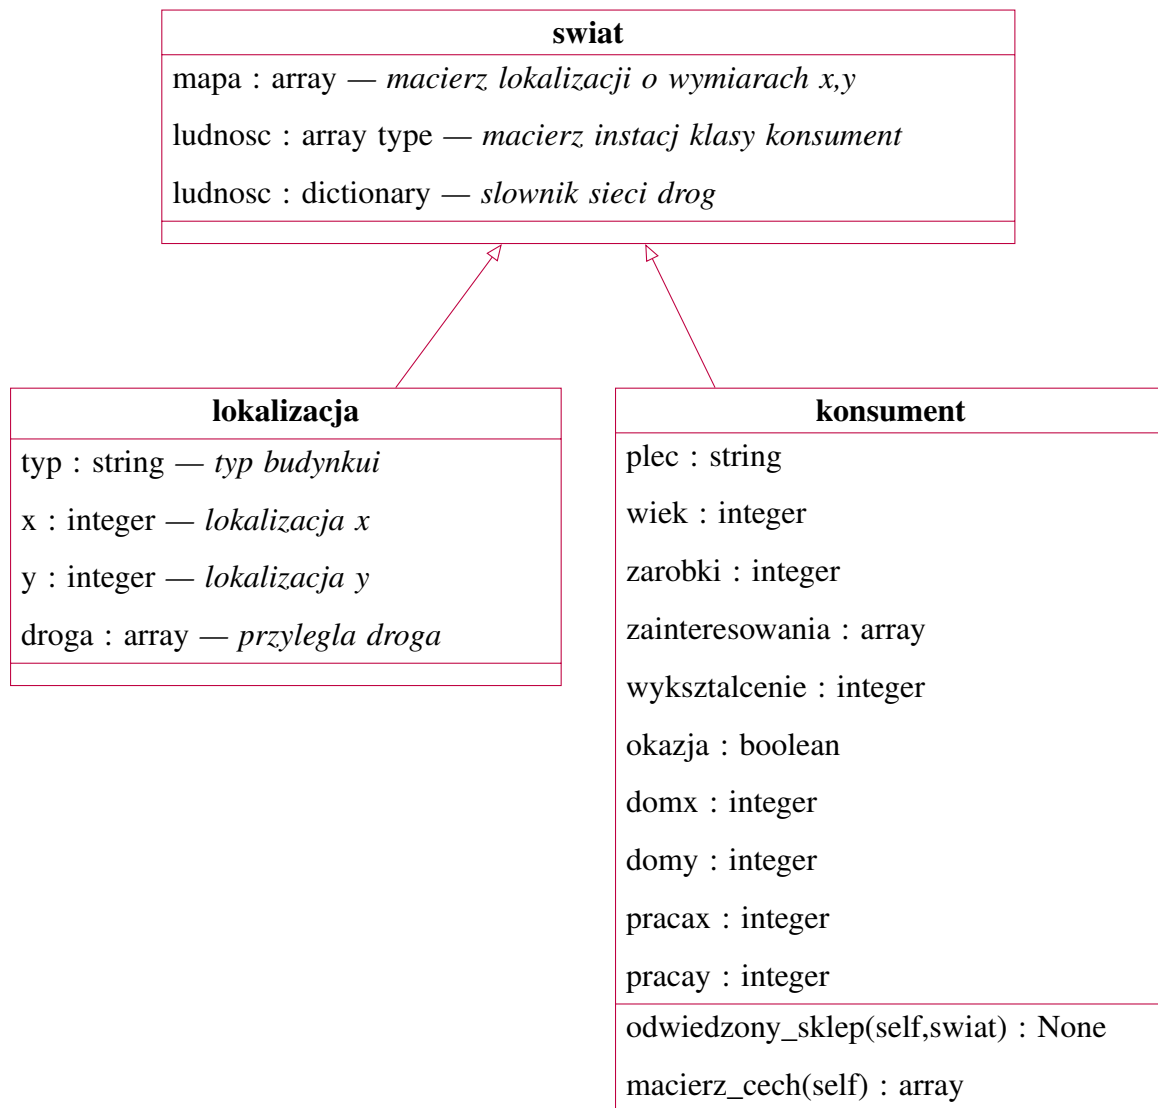 swiat
mapa : array — macierz lokalizacji o wymiarach x,y
ludnosc : array type — macierz instacj klasy konsument
ludnosc : dictionary — slownik sieci drog
lokalizacja
typ : string — typ budynkui
x : integer — lokalizacja x
y : integer — lokalizacja y
droga : array — przylegla droga
konsument
plec : string
wiek : integer
zarobki : integer
zainteresowania : array
wyksztalcenie : integer
okazja : boolean
domx : integer
domy : integer
pracax : integer
pracay : integer
odwiedzony_sklep(self,swiat) : None
macierz_cech(self) : array